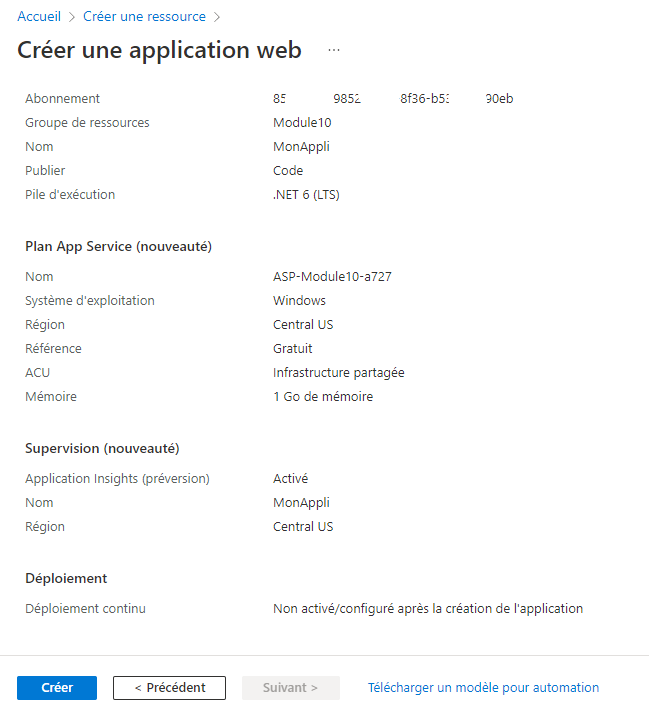 Accueil > Créer une ressource >
Créer une application web ...
Abonnement 85 9852 8f36-b53 90eb
Groupe de ressources Module10
Nom MonAppli
Publier Code
Pile d'exécution .NET 6 (LTS)
Plan App Service (nouveauté)
Nom ASP-Module10-a727
Système d'exploitation Windows
Région Central US
Référence Gratuit
ACU Infrastructure partagée
Mémoire 1 Go de mémoire
Supervision (nouveauté)
Application Insights (préversion) Activé
Nom MonAppli
Région Central US
Déploiement
Déploiement continu Non activé/configuré après la création de l'application
Créer < Précédent Suivant > Télécharger un modèle pour automation